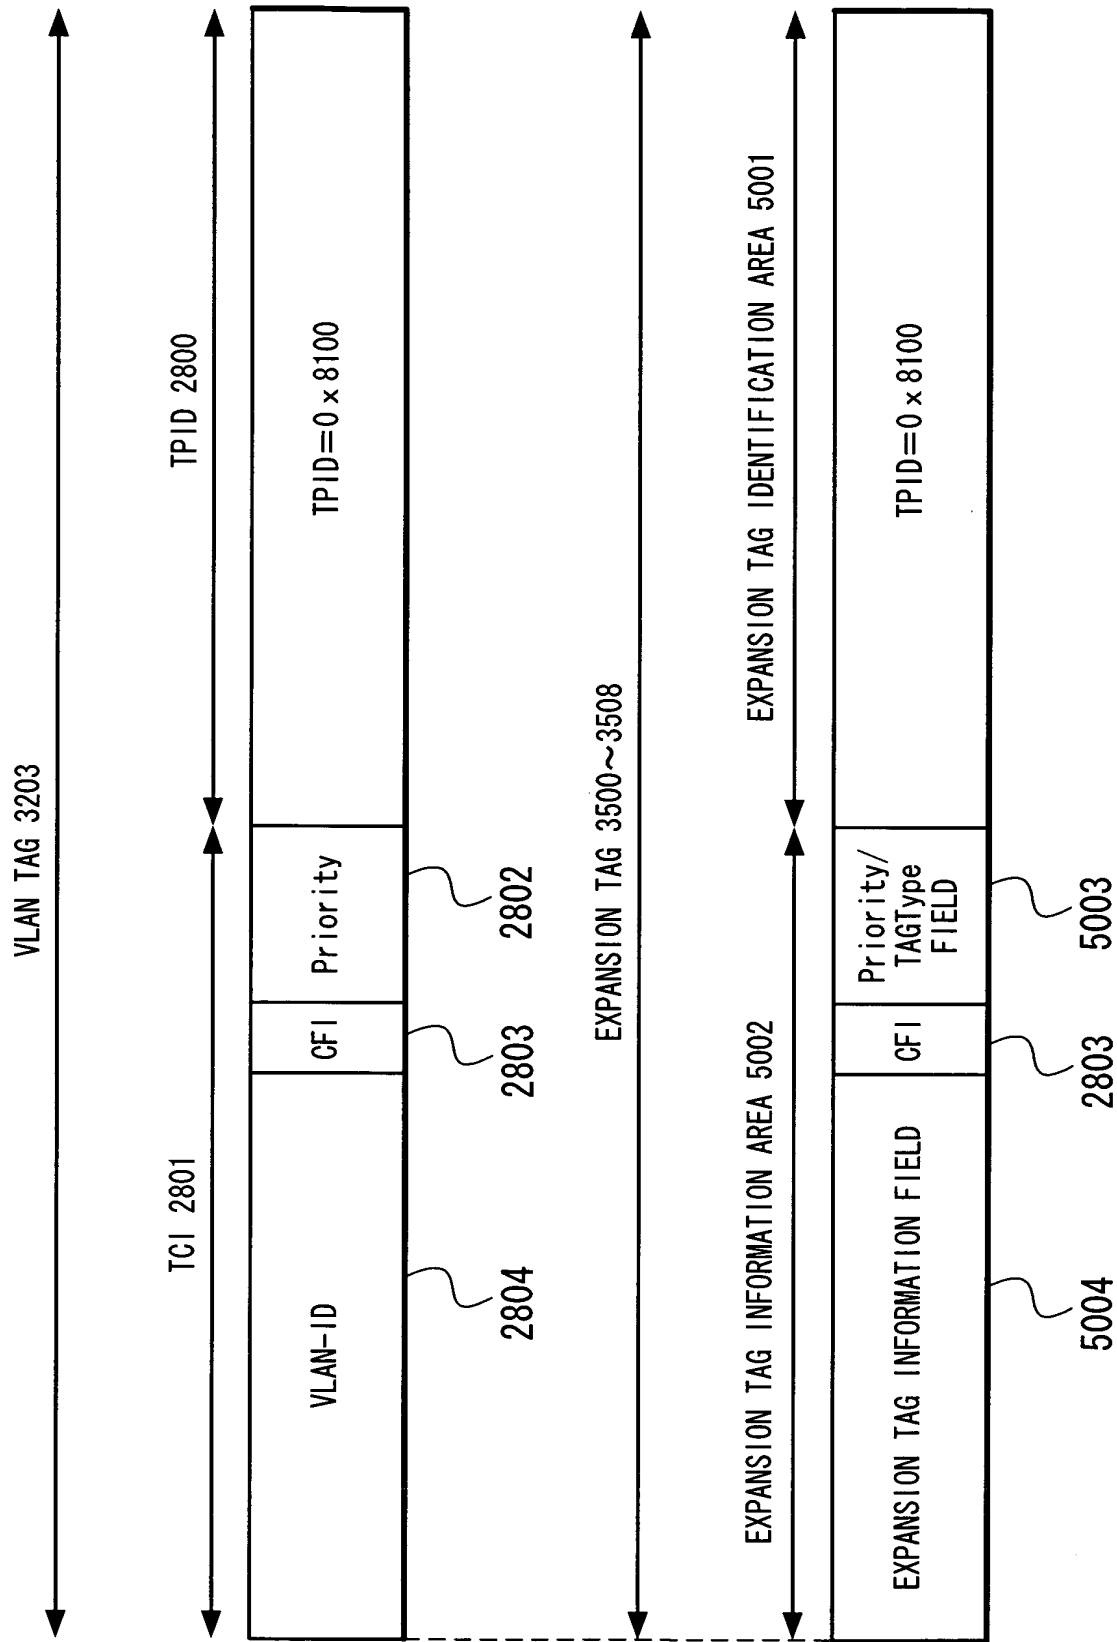 VLAN TAG 3203
TCI 2801
TPID 2800
VLAN-ID
CFI
Priority
TPID=0×8100
2804
2803
2802
EXPANSION TAG 3500~3508
EXPANSION TAG INFORMATION AREA 5002
EXPANSION TAG IDENTIFICATION AREA 5001
EXPANSION TAG INFORMATION FIELD
CFI
Priority/
TAGType
FIELD
TPID=0×8100
5004
2803
5003